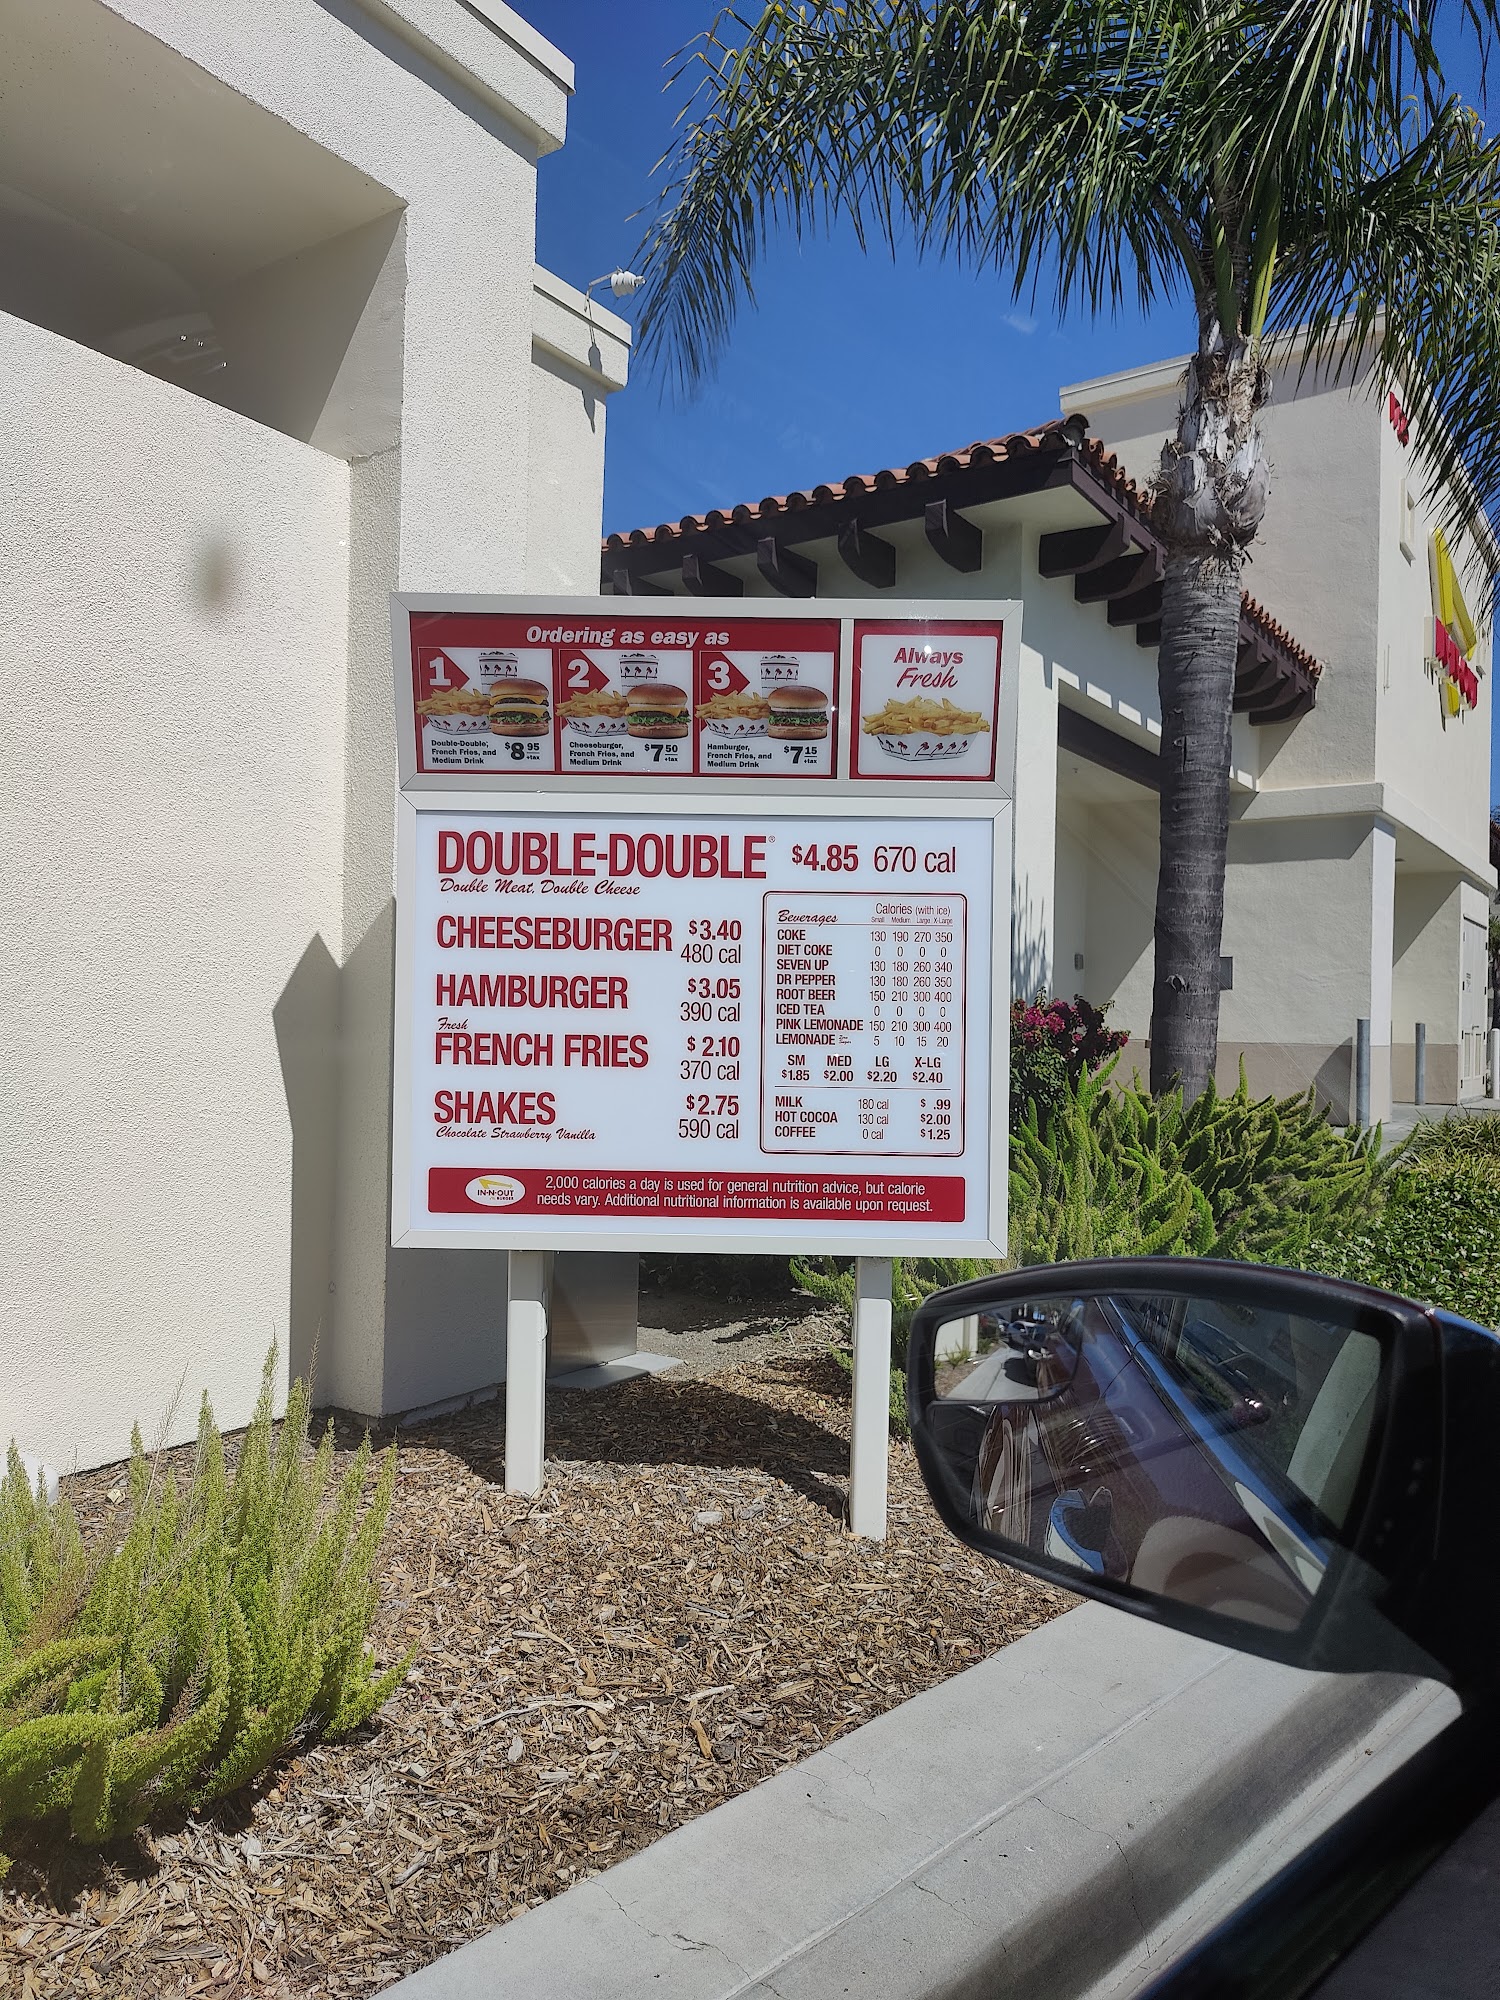 Ordering as easy as
1
Double-Double,
French Fries, and
Medium Drink
$8 95
+tax
2
Cheeseburger,
French Fries, and
Medium Drink
$7 50
+tax
3
Hamburger,
French Fries, and
Medium Drink
$7 15
+tax
Always
Fresh
DOUBLE-DOUBLE® $4.85 670 cal
Double Meat, Double Cheese
CHEESEBURGER $3.40
480 cal
HAMBURGER $3.05
390 cal
Fresh
FRENCH FRIES $2.10
370 cal
SHAKES $2.75
Chocolate Strawberry Vanilla 590 cal
Beverages
Calories (with ice)
Small Medium Large X-Large
COKE 130 190 270 350
DIET COKE 0 0 0 0
SEVEN UP 130 180 260 340
DR PEPPER 130 180 260 350
ROOT BEER 150 210 300 400
ICED TEA 0 0 0 0
PINK LEMONADE 150 210 300 400
LEMONADE 5 10 15 20
SM MED LG X-LG
$1.85 $2.00 $2.20 $2.40
MILK 180 cal $ .99
HOT COCOA 130 cal $2.00
COFFEE 0 cal $1.25
IN-N-OUT
BURGER
2,000 calories a day is used for general nutrition advice, but calorie
needs vary. Additional nutritional information is available upon request.